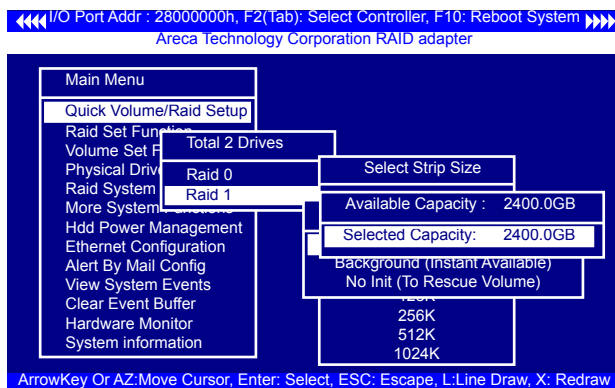 I/O Port Addr : 28000000h, F2(Tab): Select Controller, F10: Reboot System
Areca Technology Corporation RAID adapter
Main Menu
Quick Volume/Raid Setup
Raid Set Function
Volume Set F
Physical Driv
Raid System
More System Functions
Hdd Power Management
Ethernet Configuration
Alert By Mail Config
View System Events
Clear Event Buffer
Hardware Monitor
System information
Total 2 Drives
Raid 0
Raid 1
Select Strip Size
Available Capacity : 2400.0GB
Selected Capacity: 2400.0GB
Background (Instant Available)
No Init (To Rescue Volume)
128K
256K
512K
1024K
ArrowKey Or AZ:Move Cursor, Enter: Select, ESC: Escape, L:Line Draw, X: Redraw